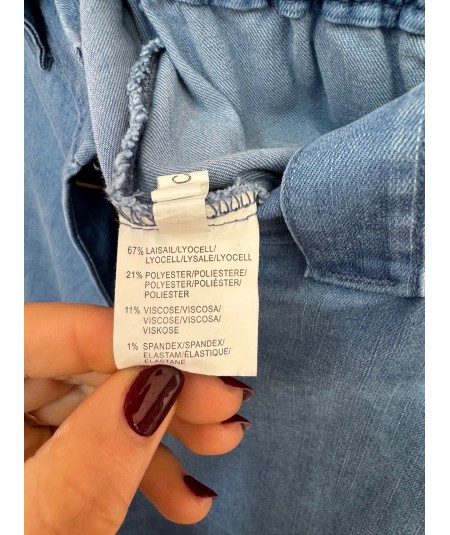 67% LAISAIL/LYOCELL/
LYOCELL/LYSALE/LYOCELL
21% POLYESTER/POLIESTERE/
POLYESTER/POLIÉSTER/
POLIESTER
11% VISCOSE/VISCOSA/
VISCOSE/VISCOSA/
VISKOSE
1% SPANDEX/SPANDEX/
ELASTAM/ÉLASTIQUE/
ELASTANE